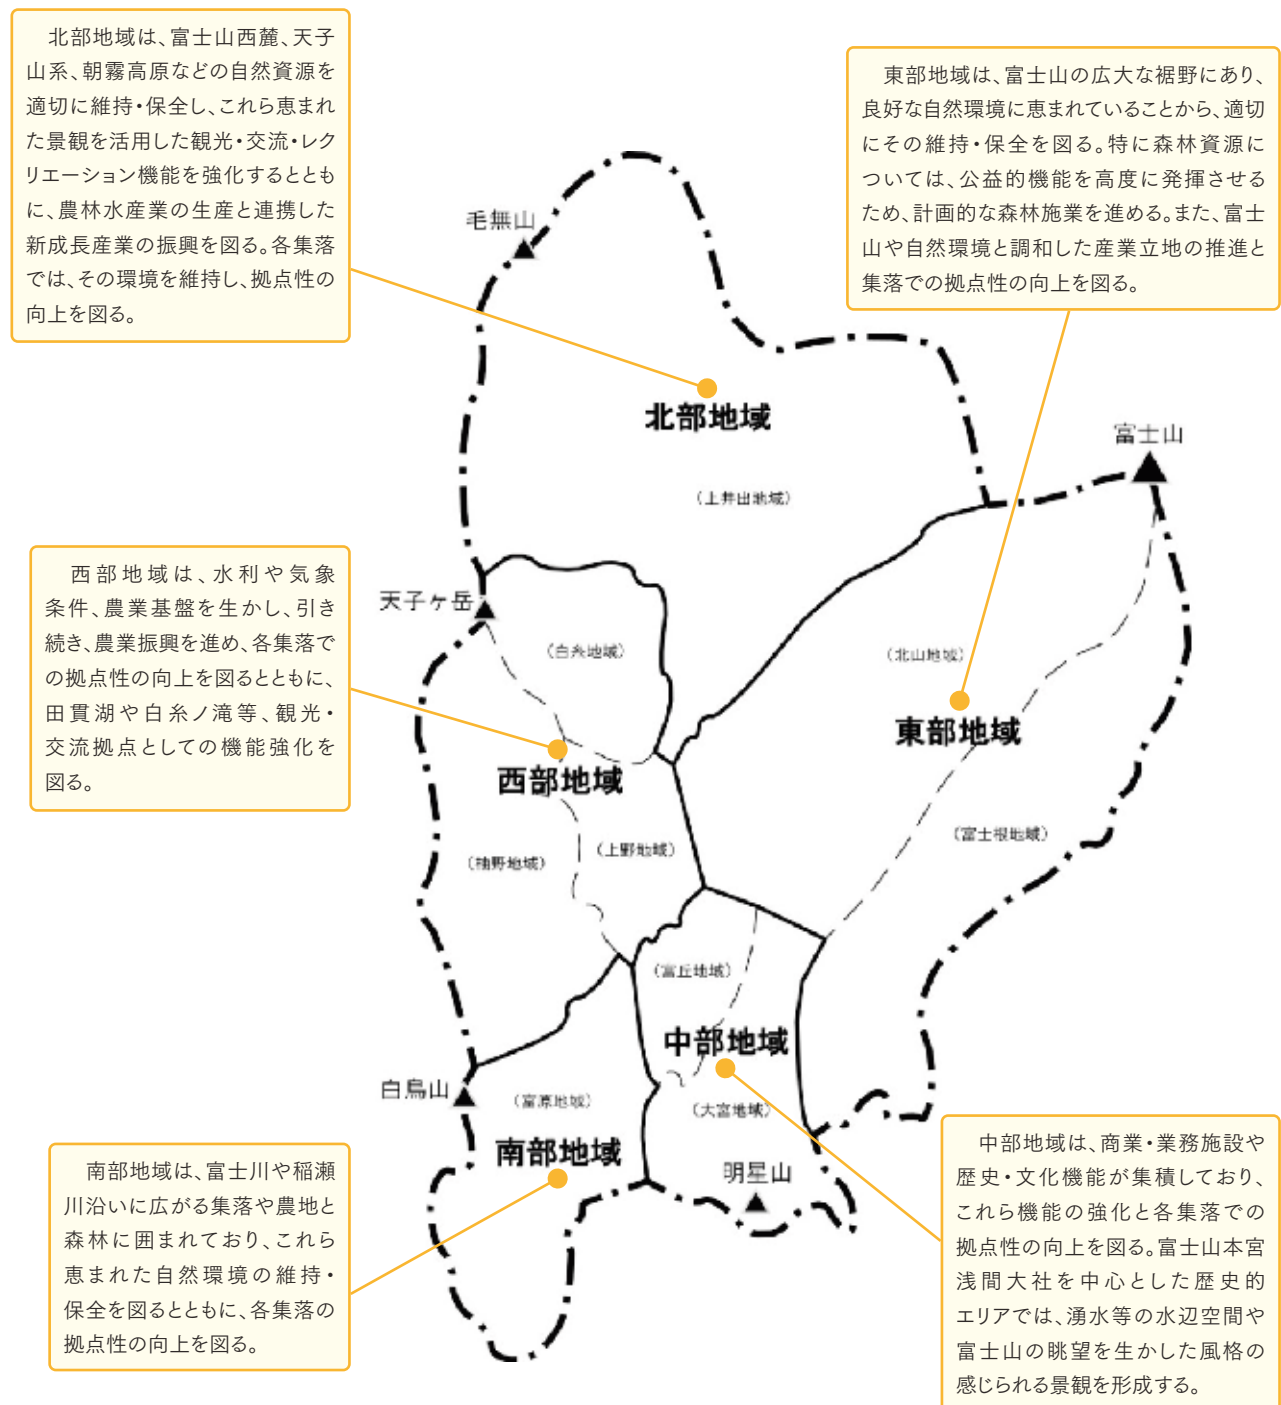 北部地域は、富士山西麓、天子
山系、朝霧高原などの自然資源を
適切に維持・保全し、これら恵まれ
た景観を活用した観光・交流・レク
リエーション機能を強化するととも
に、農林水産業の生産と連携した
新成長産業の振興を図る。各集落
では、その環境を維持し、拠点性の
向上を図る。
東部地域は、富士山の広大な裾野にあり、
良好な自然環境に恵まれていることから、適切
にその維持・保全を図る。特に森林資源に
ついては、公益的機能を高度に発揮させる
ため、計画的な森林施業を進める。また、富士
山や自然環境と調和した産業立地の推進と
集落での拠点性の向上を図る。
毛無山
北部地域
(上井出地域)
富士山
西部地域は、水利や気象
条件、農業基盤を生かし、引き
続き、農業振興を進め、各集落で
の拠点性の向上を図るとともに、
田貫湖や白糸ノ滝等、観光・
交流拠点としての機能強化を
図る。
天子ヶ岳
(白糸地域)
(北山地域)
東部地域
西部地域
(柚野地域)
(上野地域)
(富士根地域)
(富丘地域)
中部地域
白鳥山
(富原地域)
(大宮地域)
南部地域
明星山
南部地域は、富士川や稲瀬
川沿いに広がる集落や農地と
森林に囲まれており、これら
恵まれた自然環境の維持・
保全を図るとともに、各集落の
拠点性の向上を図る。
中部地域は、商業・業務施設や
歴史・文化機能が集積しており、
これら機能の強化と各集落での
拠点性の向上を図る。富士山本宮
浅間大社を中心とした歴史的
エリアでは、湧水等の水辺空間や
富士山の眺望を生かした風格の
感じられる景観を形成する。